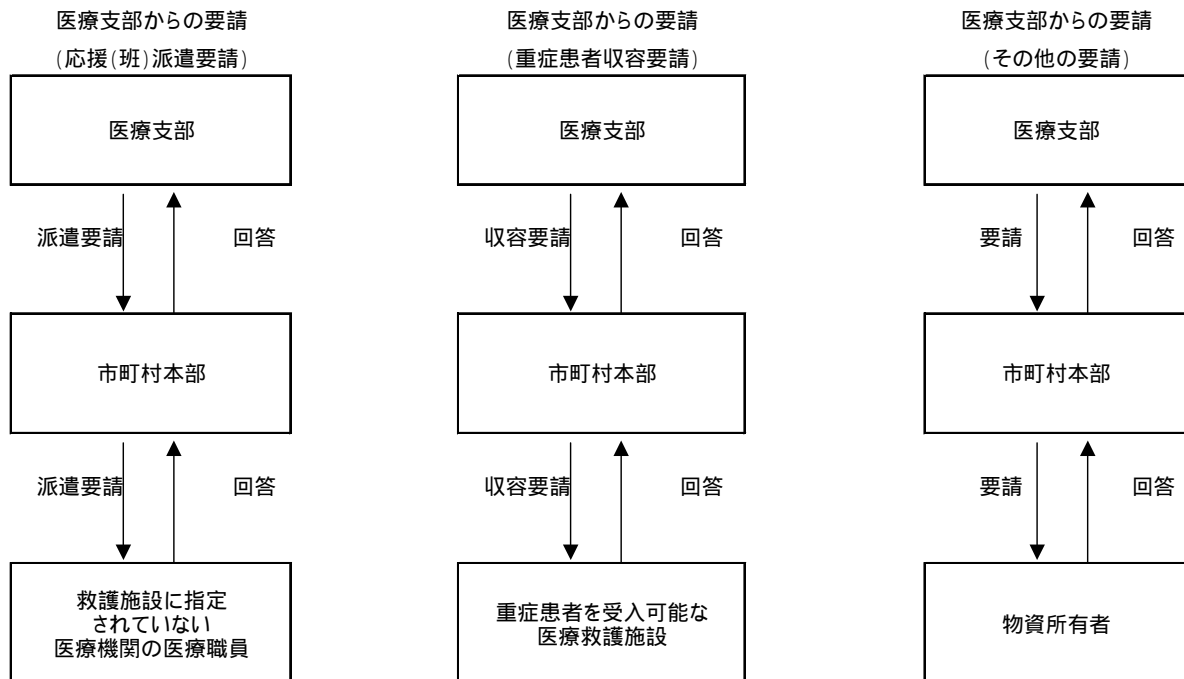 医療支部からの要請
(応援(班)派遣要請)
医療支部
派遣要請
回答
市町村本部
派遣要請
回答
救護施設に指定
されていない
医療機関の医療職員
医療支部からの要請
(重症患者収容要請)
医療支部
収容要請
回答
市町村本部
収容要請
回答
重症患者を受入可能な
医療救護施設
医療支部からの要請
(その他の要請)
医療支部
要請
回答
市町村本部
要請
回答
物資所有者